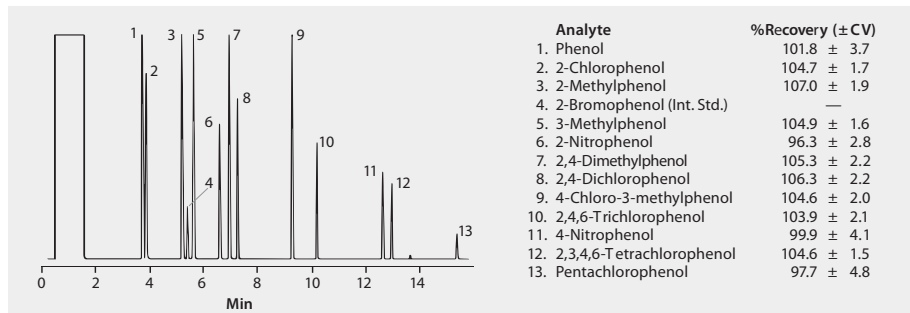 1
2
3
4
5
6
7
8
9
10
11
12
13
0 2 4 6 8 10 12 14
Min
Analyte %Recovery (±CV)
1. Phenol 101.8 ± 3.7
2. 2-Chlorophenol 104.7 ± 1.7
3. 2-Methylphenol 107.0 ± 1.9
4. 2-Bromophenol (Int. Std.) —
5. 3-Methylphenol 104.9 ± 1.6
6. 2-Nitrophenol 96.3 ± 2.8
7. 2,4-Dimethylphenol 105.3 ± 2.2
8. 2,4-Dichlorophenol 106.3 ± 2.2
9. 4-Chloro-3-methylphenol 104.6 ± 2.0
10. 2,4,6-Trichlorophenol 103.9 ± 2.1
11. 4-Nitrophenol 99.9 ± 4.1
12. 2,3,4,6-Tetrachlorophenol 104.6 ± 1.5
13. Pentachlorophenol 97.7 ± 4.8